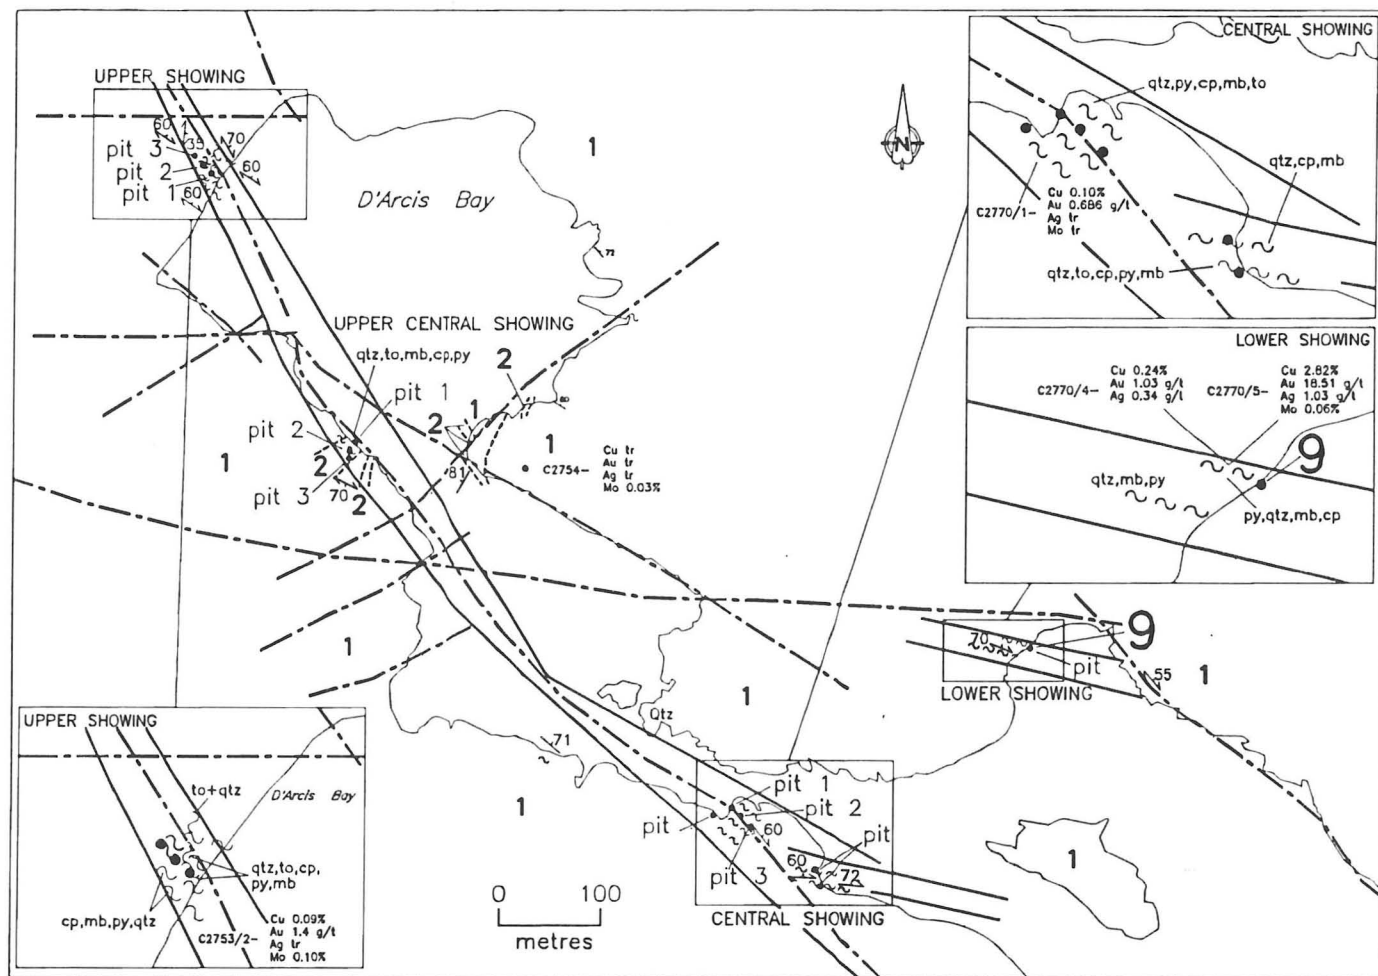 UPPER SHOWING
60
35
70
pit 3
60
pit 2
pit 1
60
D'Arcis Bay
1
N
72
UPPER CENTRAL SHOWING
qtz,to,mb,cp,py
2
pit 1
pit 2
2
1
80
1
2
81
1
pit 3
70
2
C2754-
Cu tr
Au tr
Ag tr
Mo 0.03%
1
1
Qtz
71
1
9
70
pit
LOWER SHOWING
55
1
1
pit 1
pit 2
pit
60
pit
pit 3
60
72
CENTRAL SHOWING
0
100
metres
CENTRAL SHOWING
qtz,py,cp,mb,to
qtz,cp,mb
C2770/1-
Cu 0.10%
Au 0.686 g/t
Ag tr
Mo tr
qtz,to,cp,py,mb
LOWER SHOWING
C2770/4-
Cu 0.24%
Au 1.03 g/t
Ag 0.34 g/t
C2770/5-
Cu 2.82%
Au 18.51 g/t
Ag 1.03 g/t
Mo 0.06%
9
qtz,mb,py
py,qtz,mb,cp
UPPER SHOWING
D'Arcis Bay
to+qtz
qtz,to,cp,
py,mb
cp,mb,py,qtz
C2753/2-
Cu 0.09%
Au 1.4 g/t
Ag tr
Mo 0.10%